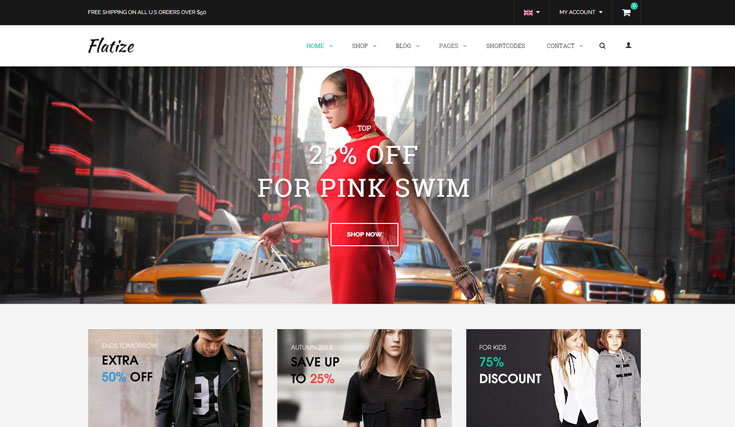 FREE SHIPPING ON ALL U.S ORDERS OVER $50
MY ACCOUNT
0
Flatize
HOME SHOP BLOG PAGES SHORTCODES CONTACT
TOP
25% OFF
FOR PINK SWIM
SHOP NOW
ENDS TOMORROW
EXTRA
50% OFF
AUTUMN 2014
SAVE UP
TO 25%
FOR KIDS
75%
DISCOUNT